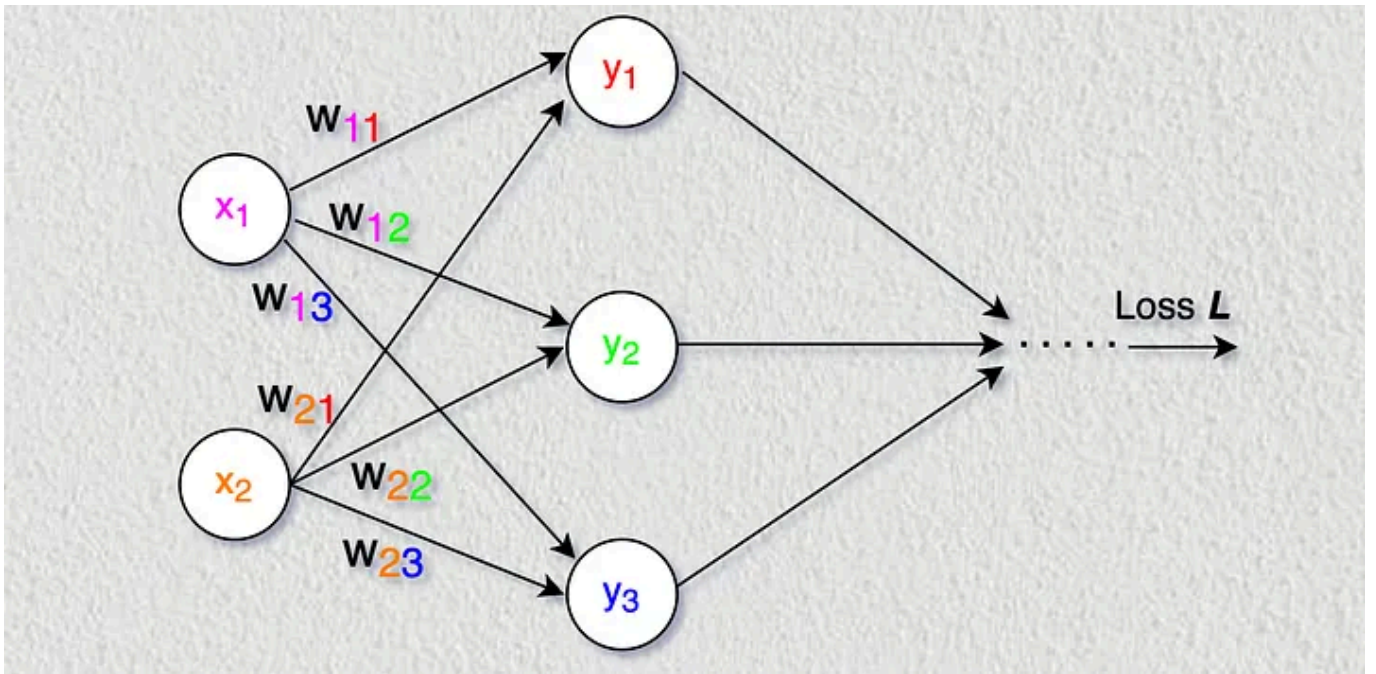 y₁
w₁₁
x₁
w₁₂
w₁₃
Loss L
y₂
.....
w₂₁
x₂
w₂₂
w₂₃
y₃